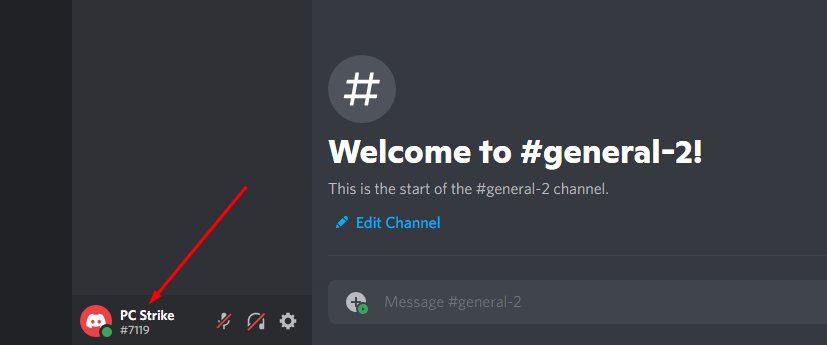 #
Welcome to #general-2!
This is the start of the #general-2 channel.
Edit Channel
Message #general-2
PC Strike
#7119